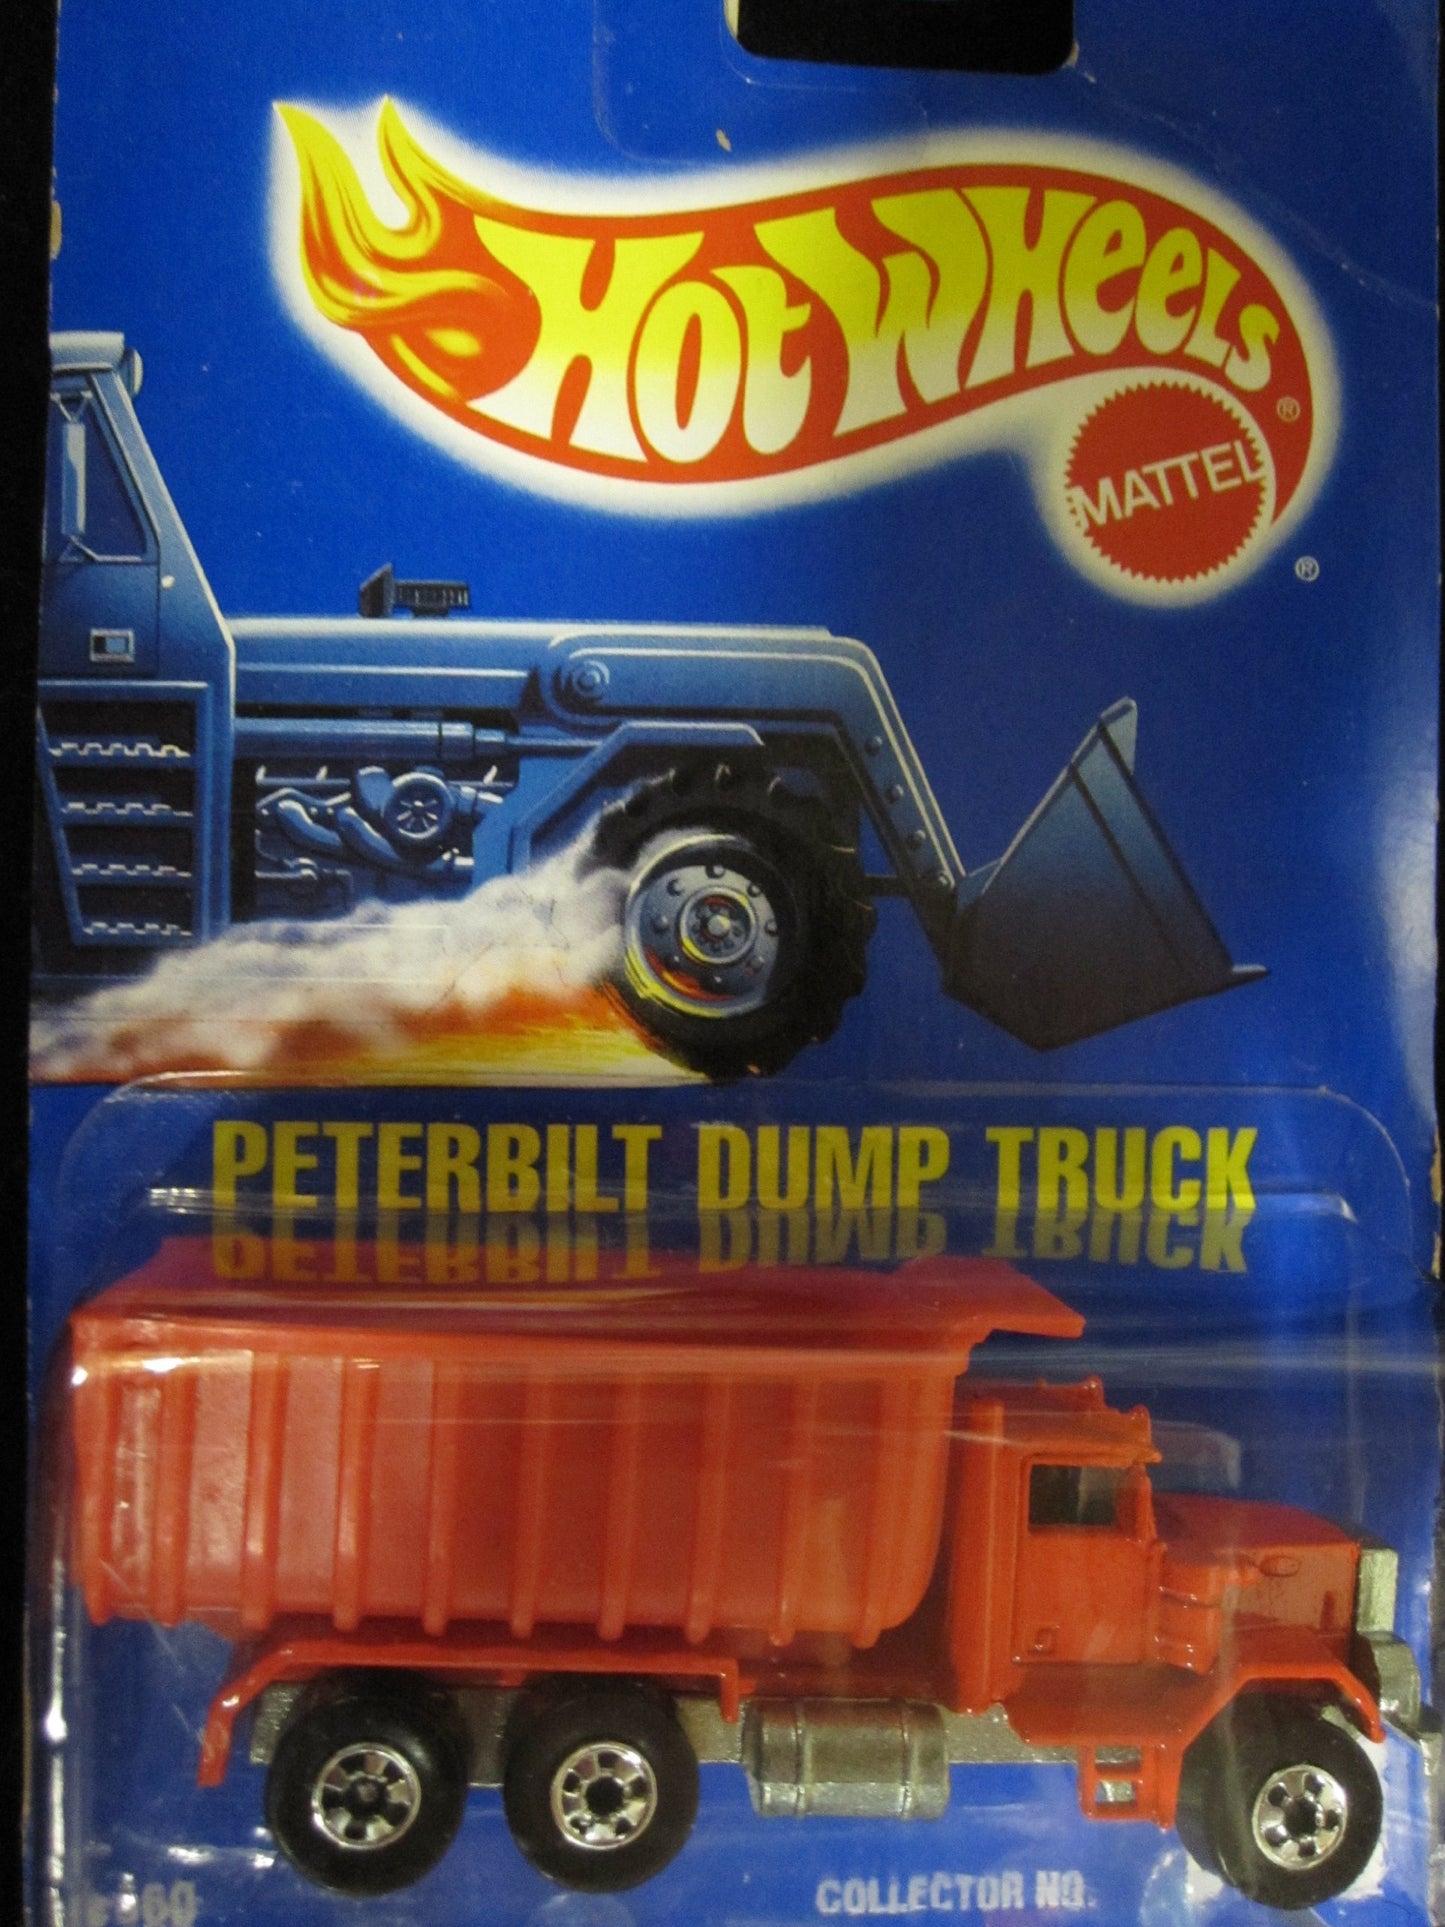 HOT WHEELS ®
MATTEL
®
PETERBILT DUMP TRUCK
COLLECTOR NO.